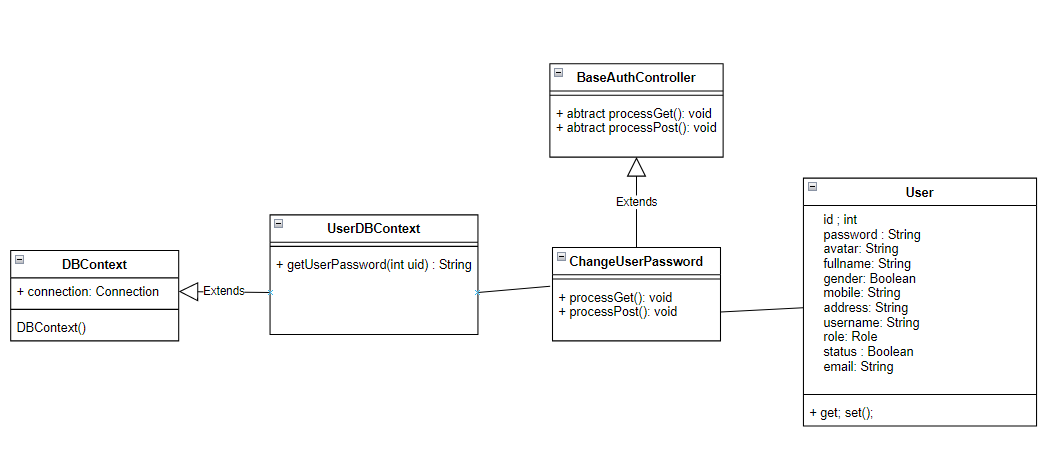 BaseAuthController
+ abtract processGet(): void
+ abtract processPost(): void
Extends
User
id ; int
password : String
avatar: String
fullname: String
gender: Boolean
mobile: String
address: String
username: String
role: Role
status : Boolean
email: String
+ get; set();
UserDBContext
+ getUserPassword(int uid) : String
ChangeUserPassword
+ processGet(): void
+ processPost(): void
DBContext
+ connection: Connection
DBContext()
Extends